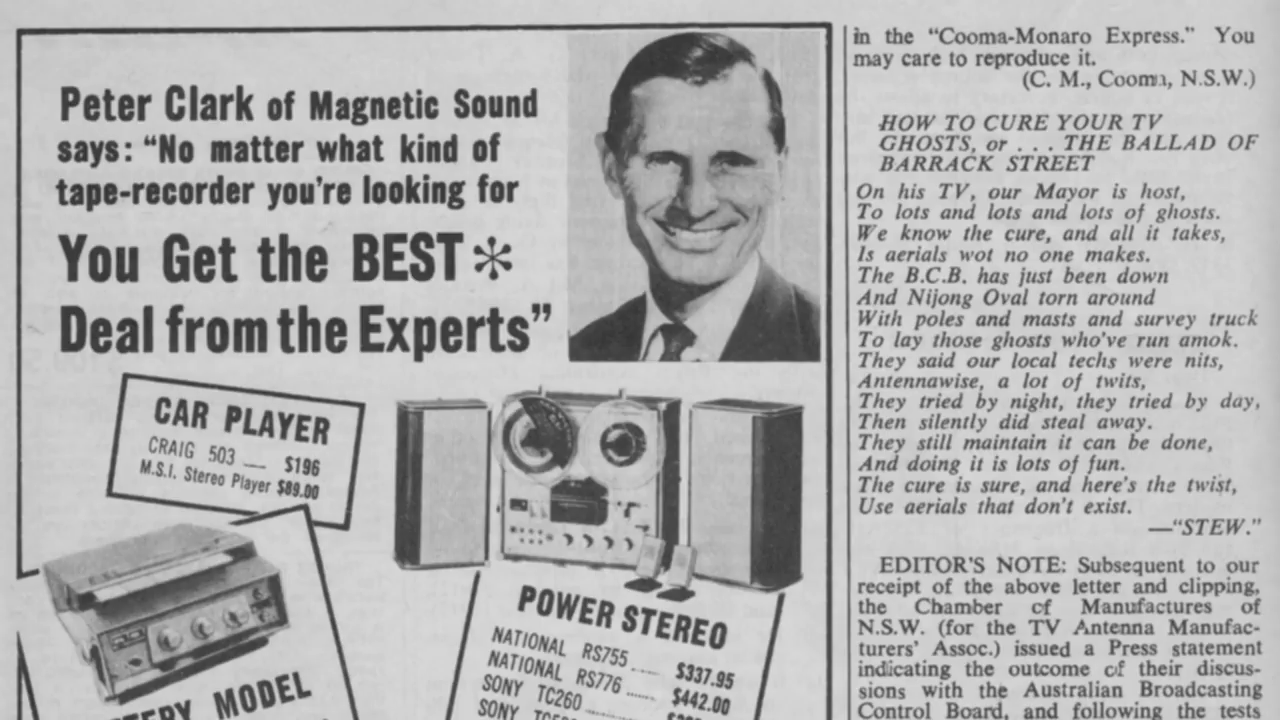 Peter Clark of Magnetic Sound
says: “No matter what kind of
tape-recorder you're looking for
You Get the BEST*
Deal from the Experts”
CAR PLAYER
CRAIG 503 __ $196
M.S.I. Stereo Player $89.00
MODEL
POWER STEREO
NATIONAL RS755 ..... $337.95
NATIONAL RS776 ...... $442.00
SONY TC260
SONY
in the “Cooma-Monaro Express.” You
may care to reproduce it.
(C. M., Cooma, N.S.W.)
HOW TO CURE YOUR TV
GHOSTS, or . . . THE BALLAD OF
BARRACK STREET
On his TV, our Mayor is host,
To lots and lots and lots of ghosts.
We know the cure, and all it takes,
Is aerials wot no one makes.
The B.C.B. has just been down
And Nijong Oval torn around
With poles and masts and survey truck
To lay those ghosts who've run amok.
They said our local techs were nits,
Antennawise, a lot of twits,
They tried by night, they tried by day,
Then silently did steal away.
They still maintain it can be done,
And doing it is lots of fun.
The cure is sure, and here's the twist,
Use aerials that don't exist.
—“STEW.”
EDITOR'S NOTE: Subsequent to our
receipt of the above letter and clipping,
the Chamber of Manufactures of
N.S.W. (for the TV Antenna Manufac-
turers' Assoc.) issued a Press statement
indicating the outcome of their discus-
sions with the Australian Broadcasting
Control Board, and following the tests